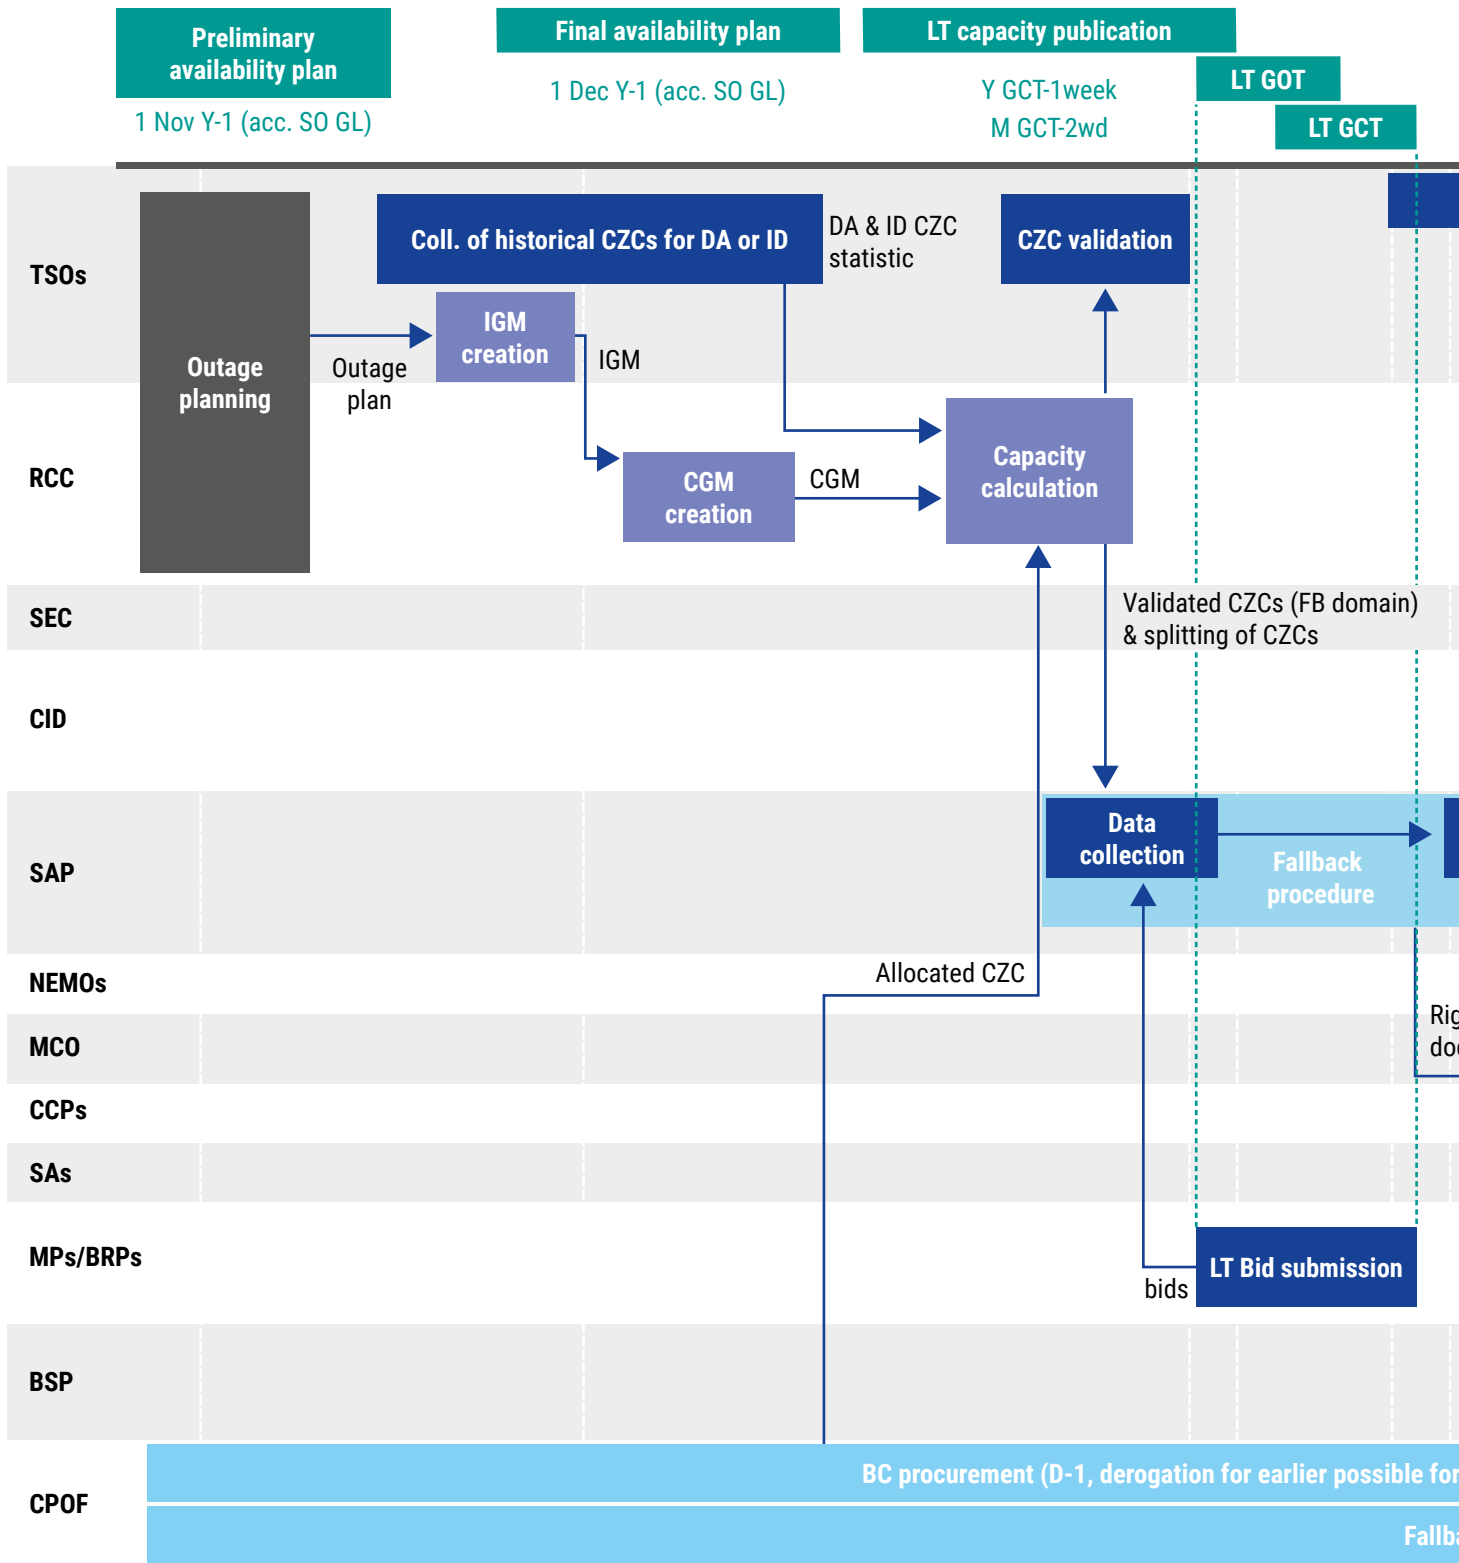 Preliminary
availability plan
1 Nov Y-1 (acc. SO GL)
Final availability plan
1 Dec Y-1 (acc. SO GL)
LT capacity publication
Y GCT-1week
M GCT-2wd
LT GOT
LT GCT
TSOs
Outage
planning
Outage
plan
Coll. of historical CZCs for DA or ID
DA & ID CZC
statistic
IGM
creation
IGM
CZC validation
RCC
CGM
creation
CGM
Capacity
calculation
SEC
Validated CZCs (FB domain)
& splitting of CZCs
CID
SAP
Data
collection
Fallback
procedure
NEMOs
Allocated CZC
MCO
CCPs
SAs
MPs/BRPs
bids
LT Bid submission
BSP
CPOF
BC procurement (D-1, derogation for earlier possible for